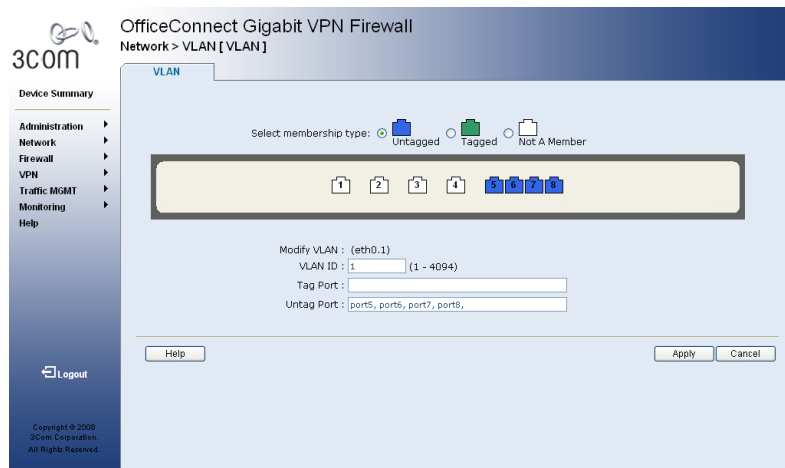 3COM
OfficeConnect Gigabit VPN Firewall
Network > VLAN [ VLAN ]
VLAN
Device Summary
Administration
Network
Firewall
VPN
Traffic MGMT
Monitoring
Help
Logout
Copyright © 2008
3Com Corporation.
All Rights Reserved.
Select membership type: Untagged Tagged Not A Member
1 2 3 4 5 6 7 8
Modify VLAN : (eth0.1)
VLAN ID : 1 (1 - 4094)
Tag Port :
Untag Port : port5, port6, port7, port8,
Help Apply Cancel